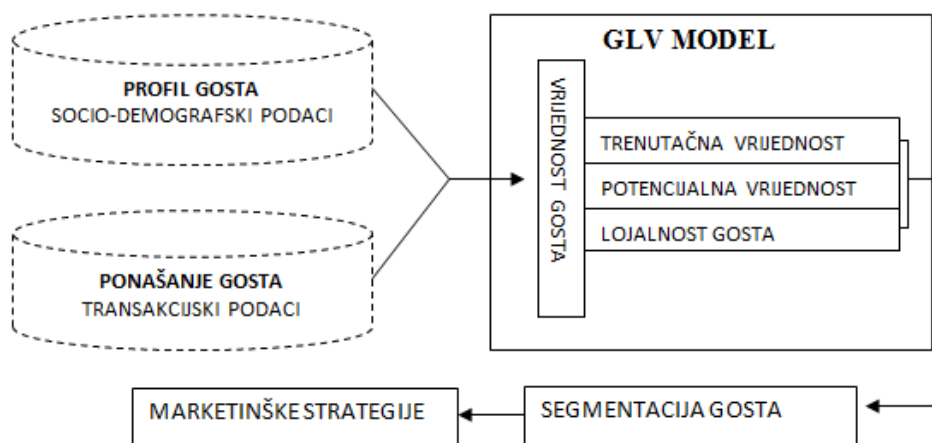 PROFIL GOSTA
SOCIO-DEMOGRAFSKI PODACI
PONAŠANJE GOSTA
TRANSAKCIJSKI PODACI
GLV MODEL
VRIJEDNOST GOSTA
TRENUTAČNA VRIJEDNOST
POTENCIJALNA VRIJEDNOST
LOJALNOST GOSTA
MARKETINŠKE STRATEGIJE
SEGMENTACIJA GOSTA